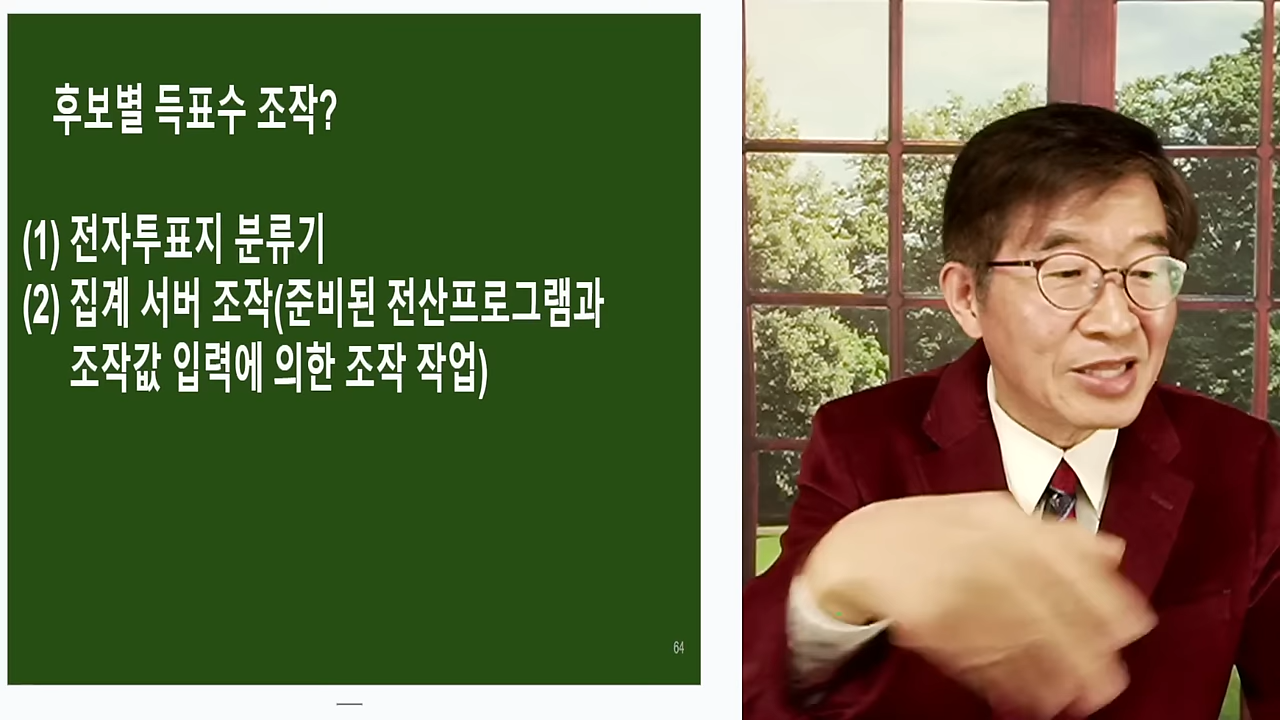 후보별 득표수 조작?
(1) 전자투표지 분류기
(2) 집계 서버 조작(준비된 전산프로그램과
조작값 입력에 의한 조작 작업)
64